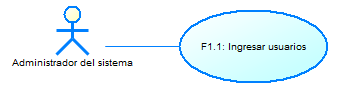 F1.1: Ingresar usuarios
Administrador del sistema